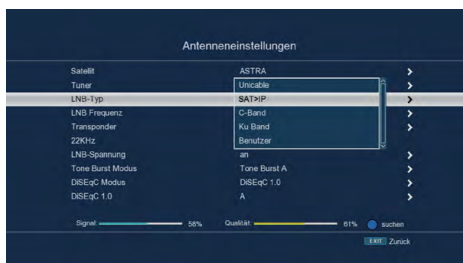 Antenneneinstellungen
Satellit ASTRA
Tuner Unicable
LNB-Typ SAT>IP
LNB Frequenz C-Band
Transponder Ku Band
22KHz Benutzer
LNB-Spannung an
Tone Burst Modus Tone Burst A
DiSEqC Modus DiSEqC 1.0
DiSEqC 1.0 A
Signal: 58% Qualität: 61% suchen
EXIT Zurück